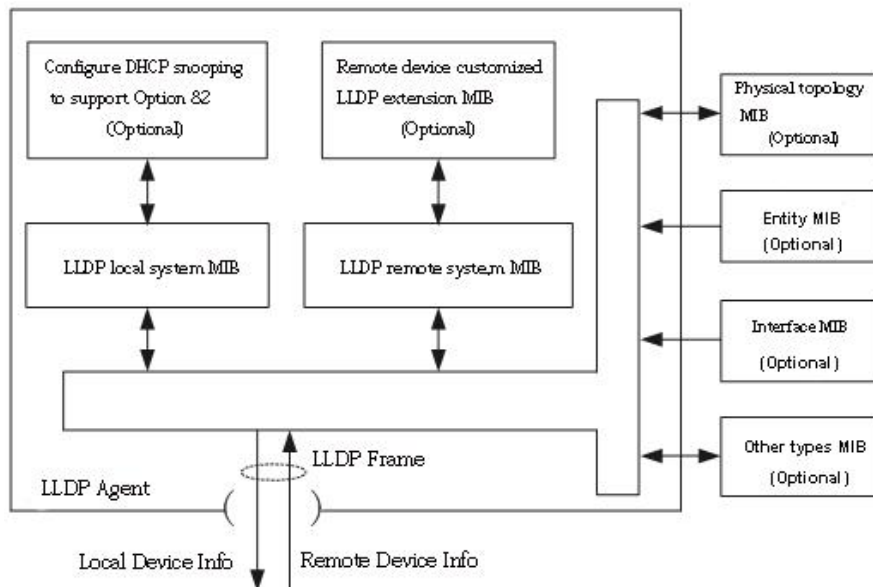 Configure DHCP snooping
to support Option 82
(Optional)
Remote device customized
LLDP extension MIB
(Optional)
Physical topology
MIB
(Optional)
LLDP local system MIB
LLDP remote syste,m MIB
Entity MIB
(Optional)
Interface MIB
(Optional)
Other types MIB
(Optional)
LLDP Frame
LLDP Agent
Local Device Info
Remote Device Info